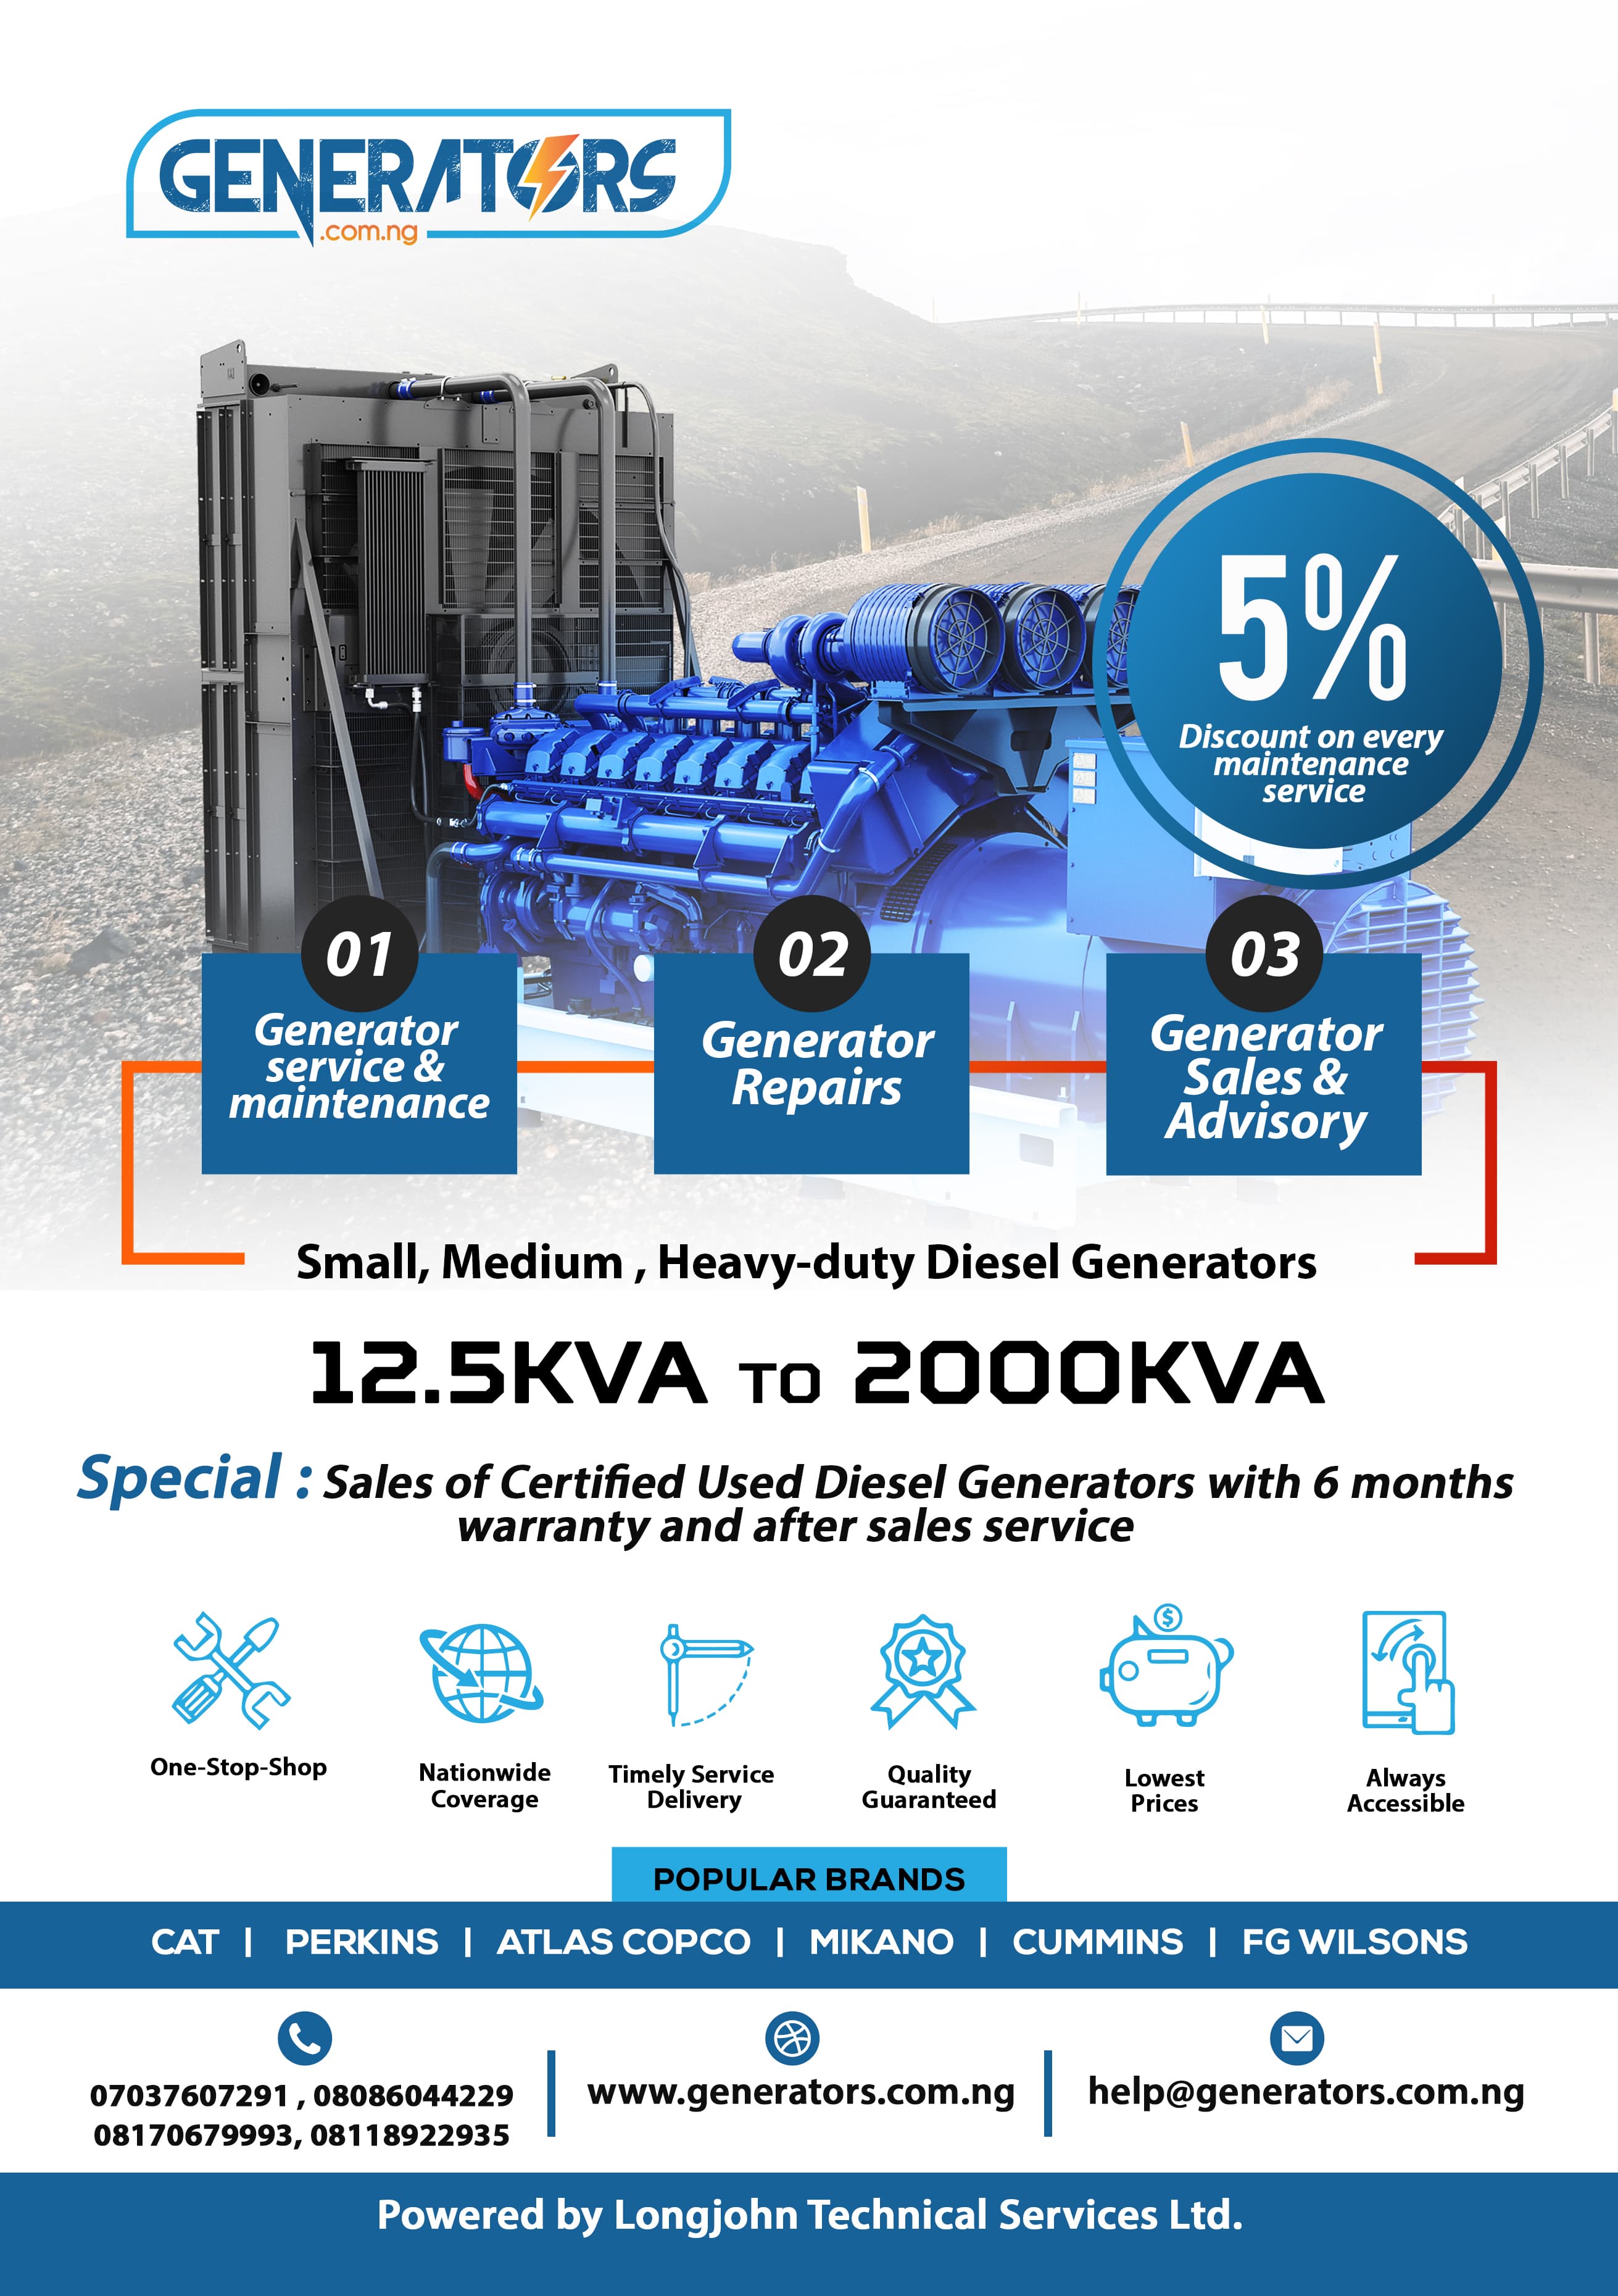 GENERATORS
.com.ng
5%
Discount on every
maintenance
service
01
Generator
service &
maintenance
02
Generator
Repairs
03
Generator
Sales &
Advisory
Small, Medium , Heavy-duty Diesel Generators
12.5KVA TO 2000KVA
Special : Sales of Certified Used Diesel Generators with 6 months
warranty and after sales service
One-Stop-Shop
Nationwide
Coverage
Timely Service
Delivery
Quality
Guaranteed
Lowest
Prices
Always
Accessible
POPULAR BRANDS
CAT | PERKINS | ATLAS COPCO | MIKANO | CUMMINS | FG WILSONS
07037607291 , 08086044229
08170679993, 08118922935
www.generators.com.ng
help@generators.com.ng
Powered by Longjohn Technical Services Ltd.